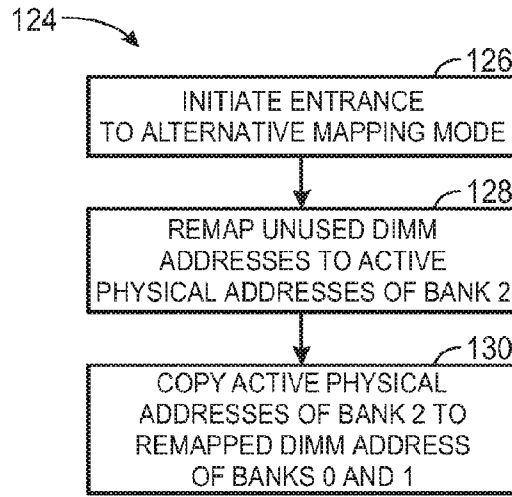 124
126
INITIATE ENTRANCE
TO ALTERNATIVE MAPPING MODE
128
REMAP UNUSED DIMM
ADDRESSES TO ACTIVE
PHYSICAL ADDRESSES OF BANK 2
130
COPY ACTIVE PHYSICAL
ADDRESSES OF BANK 2 TO
REMAPPED DIMM ADDRESS
OF BANKS 0 AND 1